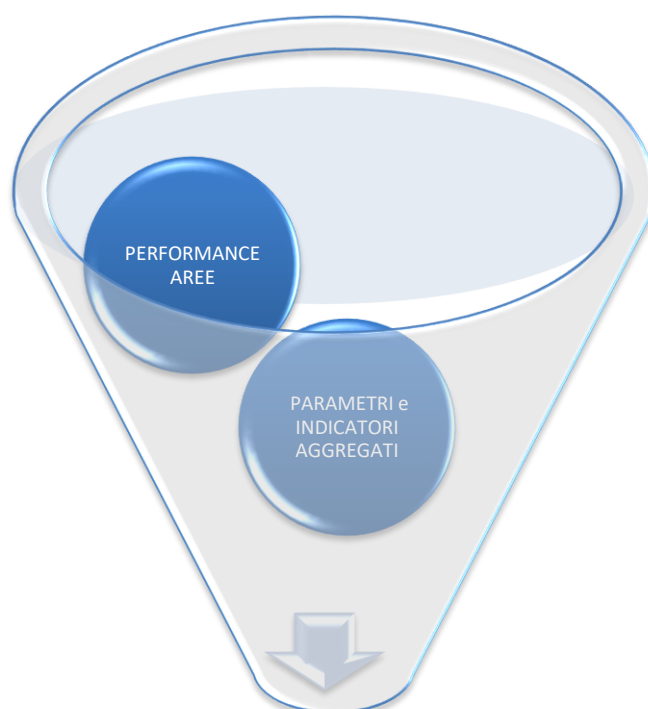 PERFORMANCE
AREE
PARAMETRI e
INDICATORI
AGGREGATI